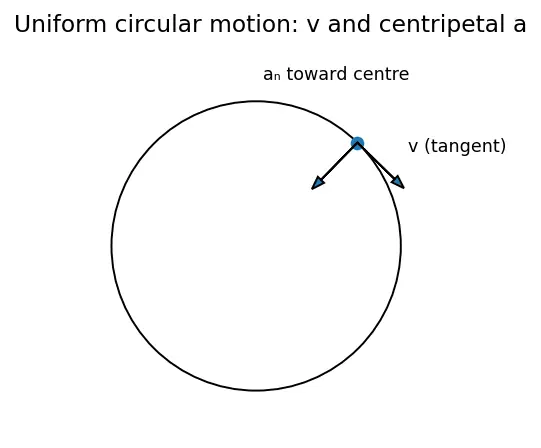 Uniform circular motion: v and centripetal a
aₙ toward centre
v (tangent)